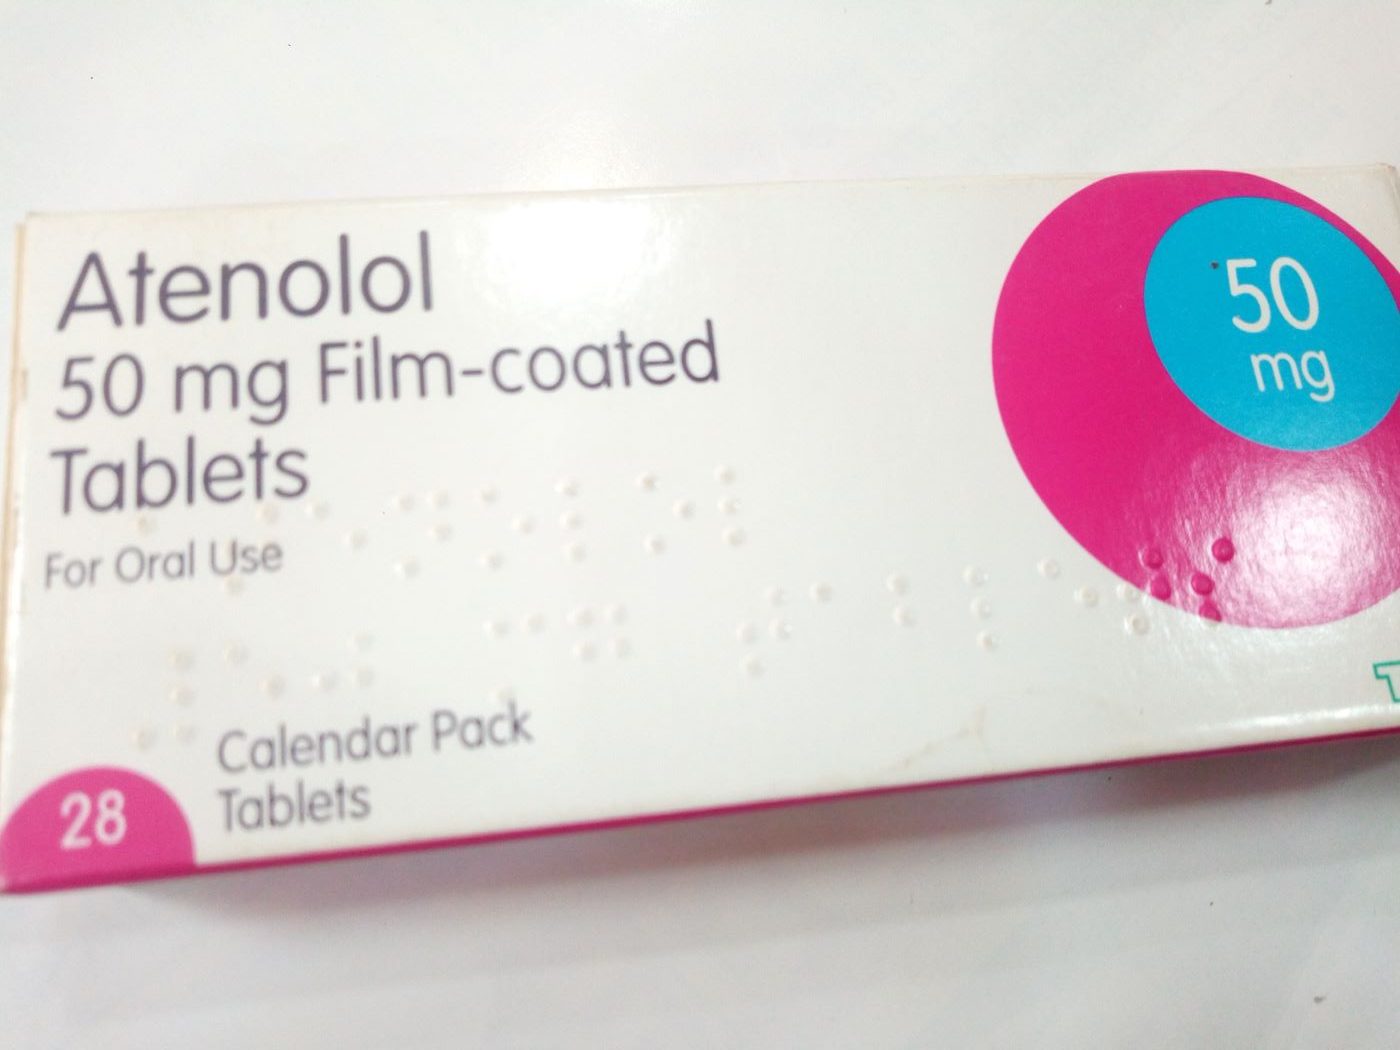 Atenolol
50 mg Film-coated
Tablets
For Oral Use
50
mg
28
Calendar Pack
Tablets